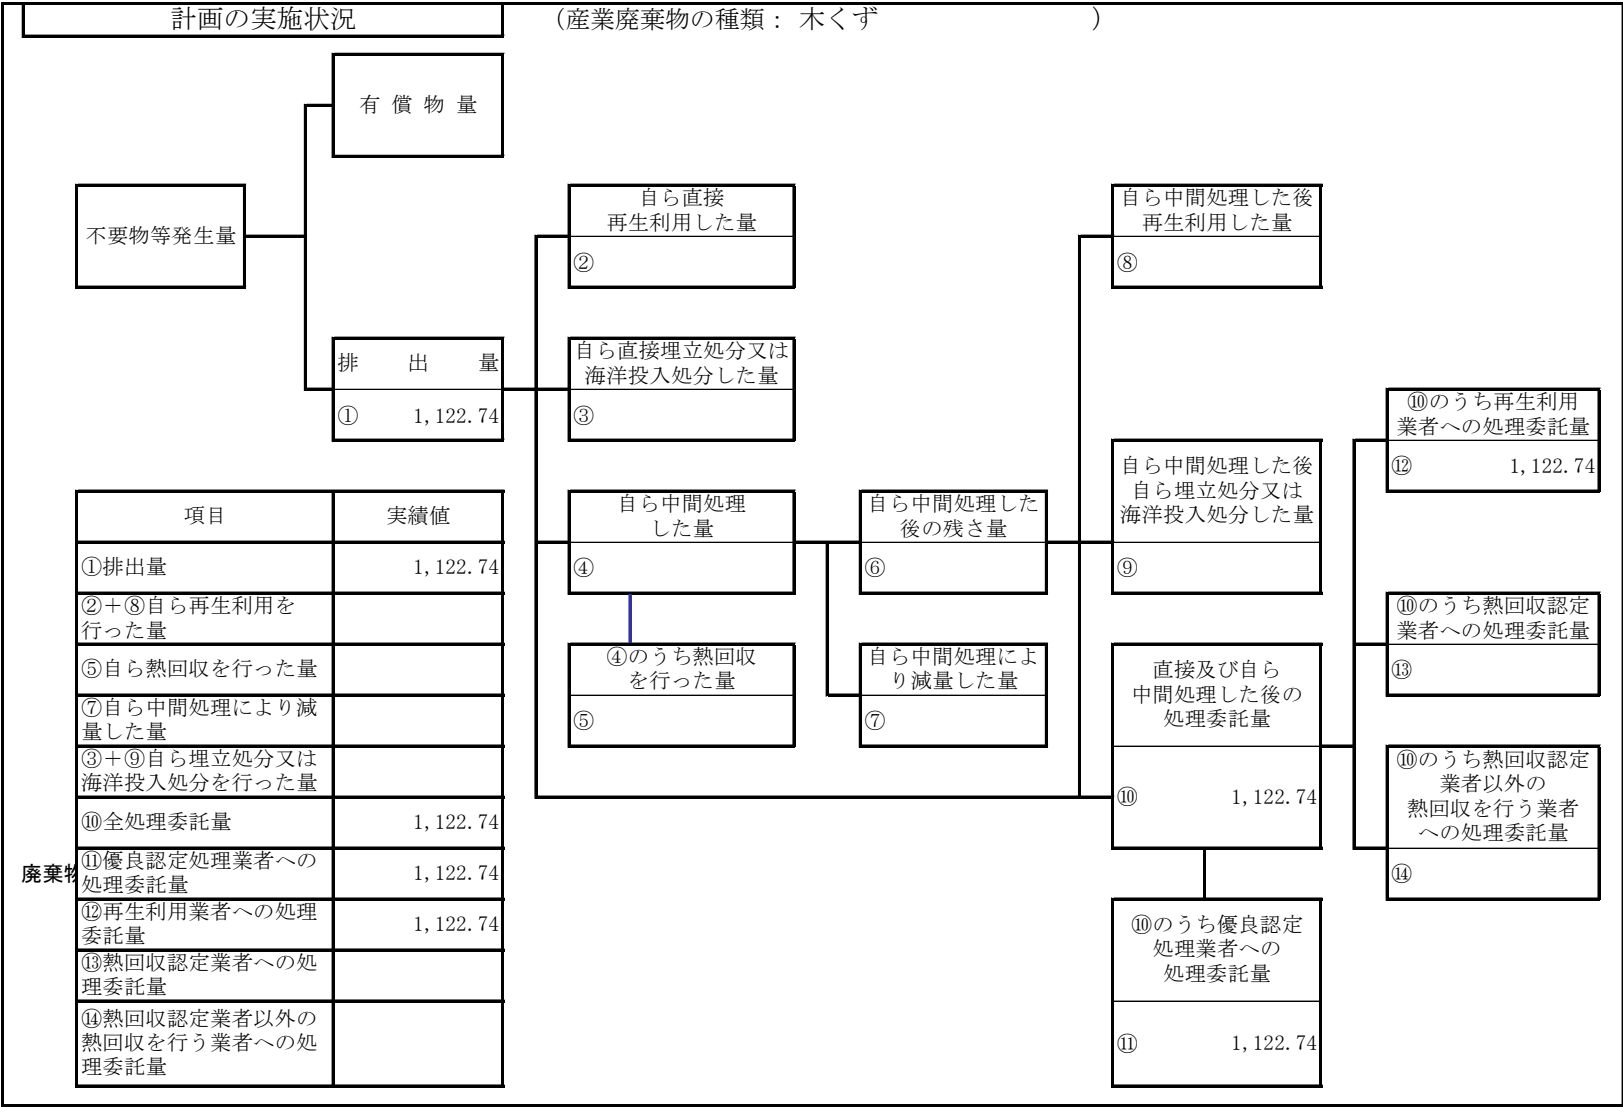 計画の実施状況
（産業廃棄物の種類： 木くず ）
有 償 物 量
不要物等発生量
自ら直接
再生利用した量
②
自ら中間処理した後
再生利用した量
⑧
排 出 量
① 1,122.74
自ら直接埋立処分又は
海洋投入処分した量
③
⑩のうち再生利用
業者への処理委託量
⑫ 1,122.74
自ら中間処理した後
自ら埋立処分又は
海洋投入処分した量
⑨
自ら中間処理
した量
④
自ら中間処理した
後の残さ量
⑥
⑩のうち熱回収認定
業者への処理委託量
⑬
④のうち熱回収
を行った量
⑤
自ら中間処理によ
り減量した量
⑦
直接及び自ら
中間処理した後の
処理委託量
⑩ 1,122.74
⑩のうち熱回収認定
業者以外の
熱回収を行う業者
への処理委託量
⑭
⑩のうち優良認定
処理業者への
処理委託量
⑪ 1,122.74
項目 実績値
①排出量 1,122.74
②＋⑧自ら再生利用を
行った量
⑤自ら熱回収を行った量
⑦自ら中間処理により減
量した量
③＋⑨自ら埋立処分又は
海洋投入処分を行った量
⑩全処理委託量 1,122.74
⑪優良認定処理業者への
処理委託量 1,122.74
廃棄物
⑫再生利用業者への処理
委託量 1,122.74
⑬熱回収認定業者への処
理委託量
⑭熱回収認定業者以外の
熱回収を行う業者への処
理委託量